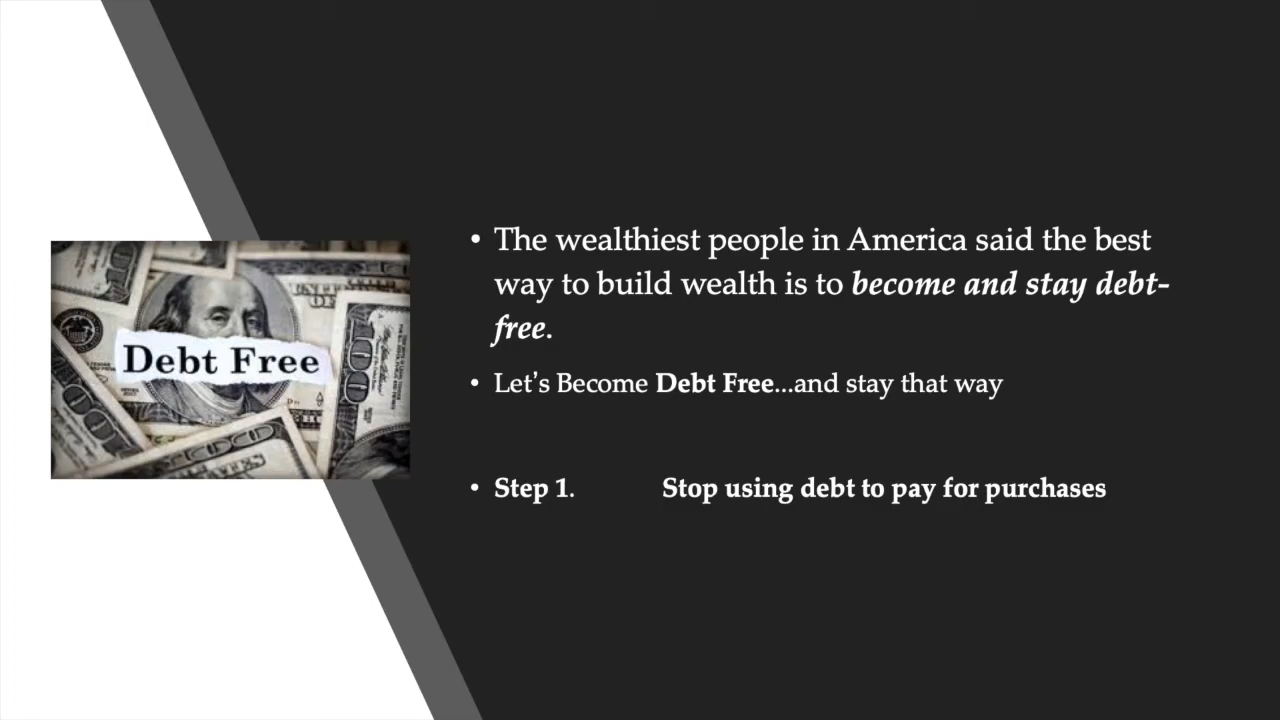 Debt Free
100
100
• The wealthiest people in America said the best
way to build wealth is to become and stay debt-
free.
• Let's Become Debt Free...and stay that way
• Step 1. Stop using debt to pay for purchases